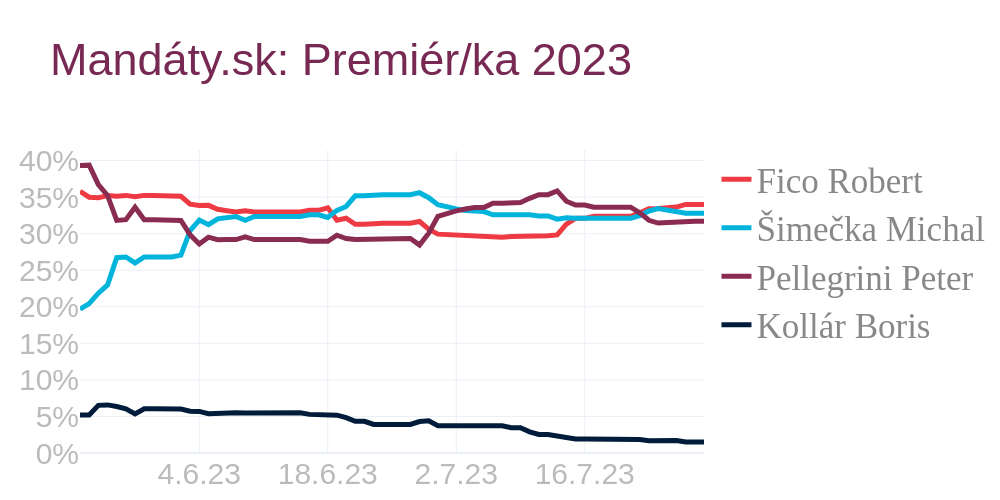 Mandáty.sk: Premiér/ka 2023
40%
35%
30%
25%
20%
15%
10%
5%
0%
4.6.23 18.6.23 2.7.23 16.7.23
Fico Robert
Šimečka Michal
Pellegrini Peter
Kollár Boris